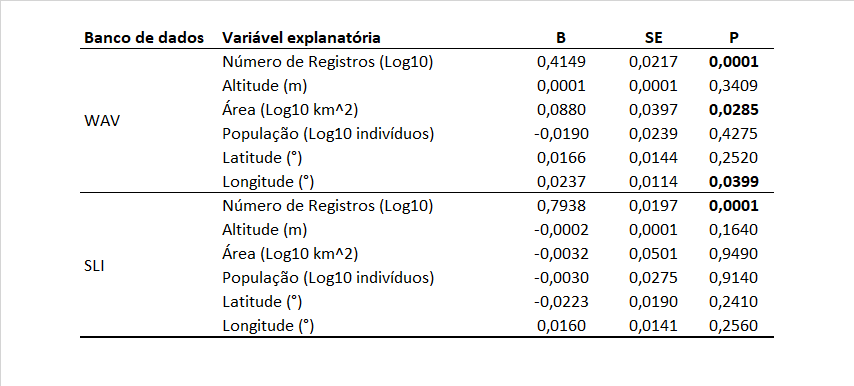 Banco de dados Variável explanatória B SE P
Número de Registros (Log10) 0,4149 0,0217 0,0001
Altitude (m) 0,0001 0,0001 0,3409
Área (Log10 km^2) 0,0880 0,0397 0,0285
WAV
População (Log10 indivíduos) -0,0190 0,0239 0,4275
Latitude (°) 0,0166 0,0144 0,2520
Longitude (°) 0,0237 0,0114 0,0399
Número de Registros (Log10) 0,7938 0,0197 0,0001
Altitude (m) -0,0002 0,0001 0,1640
Área (Log10 km^2) -0,0032 0,0501 0,9490
SLI
População (Log10 indivíduos) -0,0030 0,0275 0,9140
Latitude (°) -0,0223 0,0190 0,2410
Longitude (°) 0,0160 0,0141 0,2560